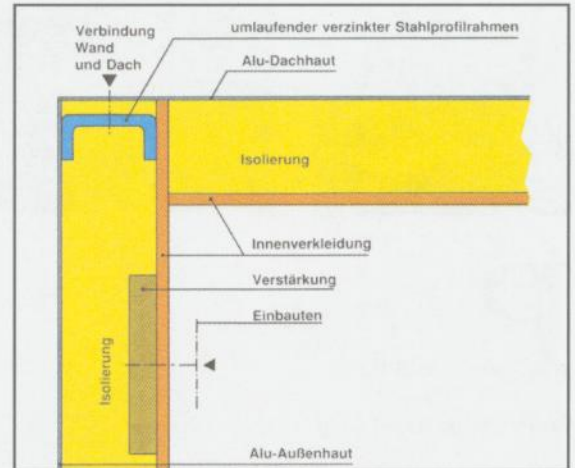 Verbindung
Wand
und Dach
umlaufender verzinkter Stahlprofilrahmen
Alu-Dachhaut
Isolierung
Innenverkleidung
Verstärkung
Einbauten
Isolierung
Alu-Außenhaut